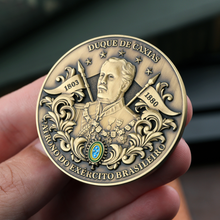 DUQUE DE CAXIAS
1803
1880
PATRONO DO EXÉRCITO BRASILEIRO